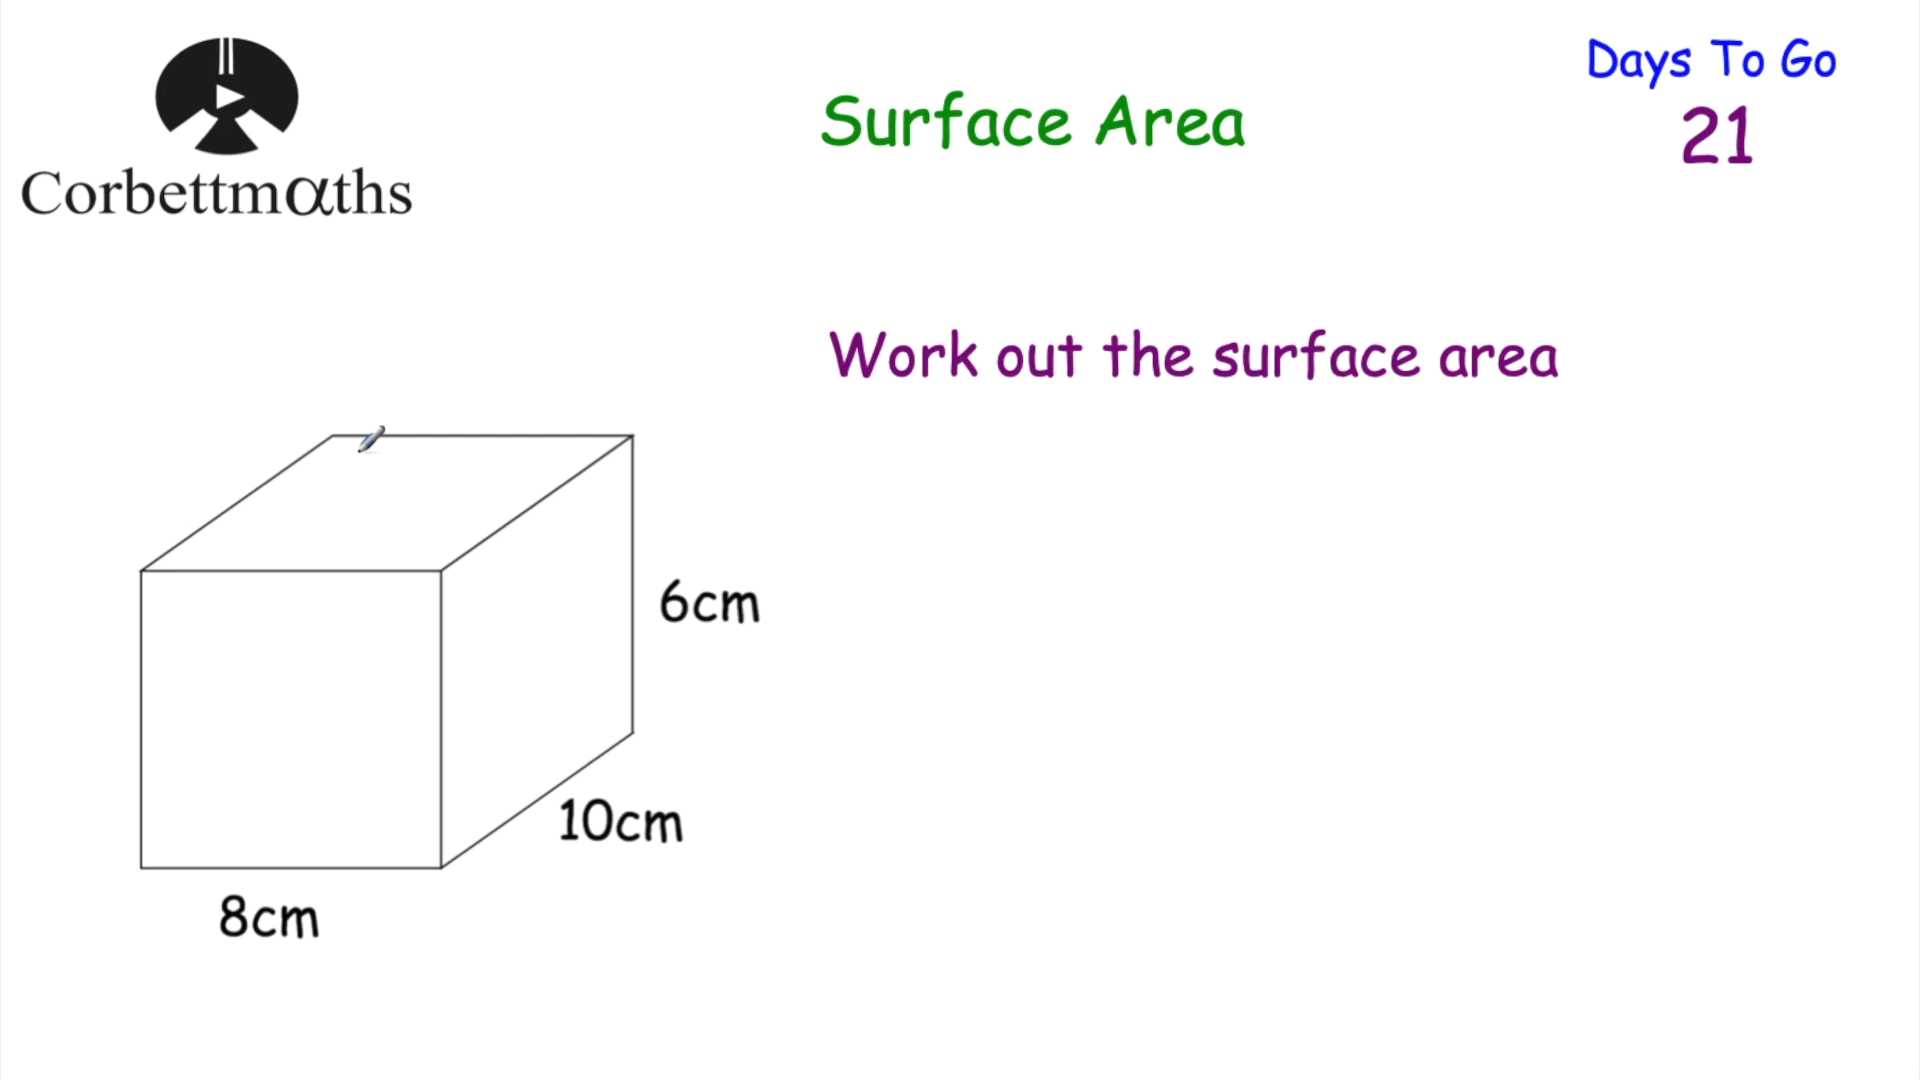 Corbettmαths
Surface Area
Days To Go
21
Work out the surface area
6cm
10cm
8cm